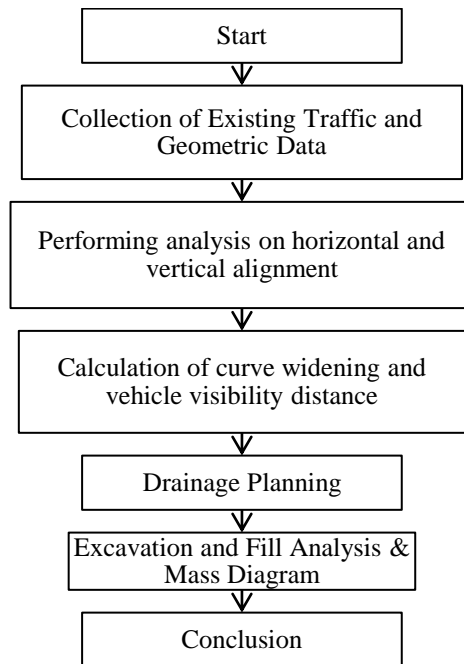 Start
Collection of Existing Traffic and
Geometric Data
Performing analysis on horizontal and
vertical alignment
Calculation of curve widening and
vehicle visibility distance
Drainage Planning
Excavation and Fill Analysis &
Mass Diagram
Conclusion